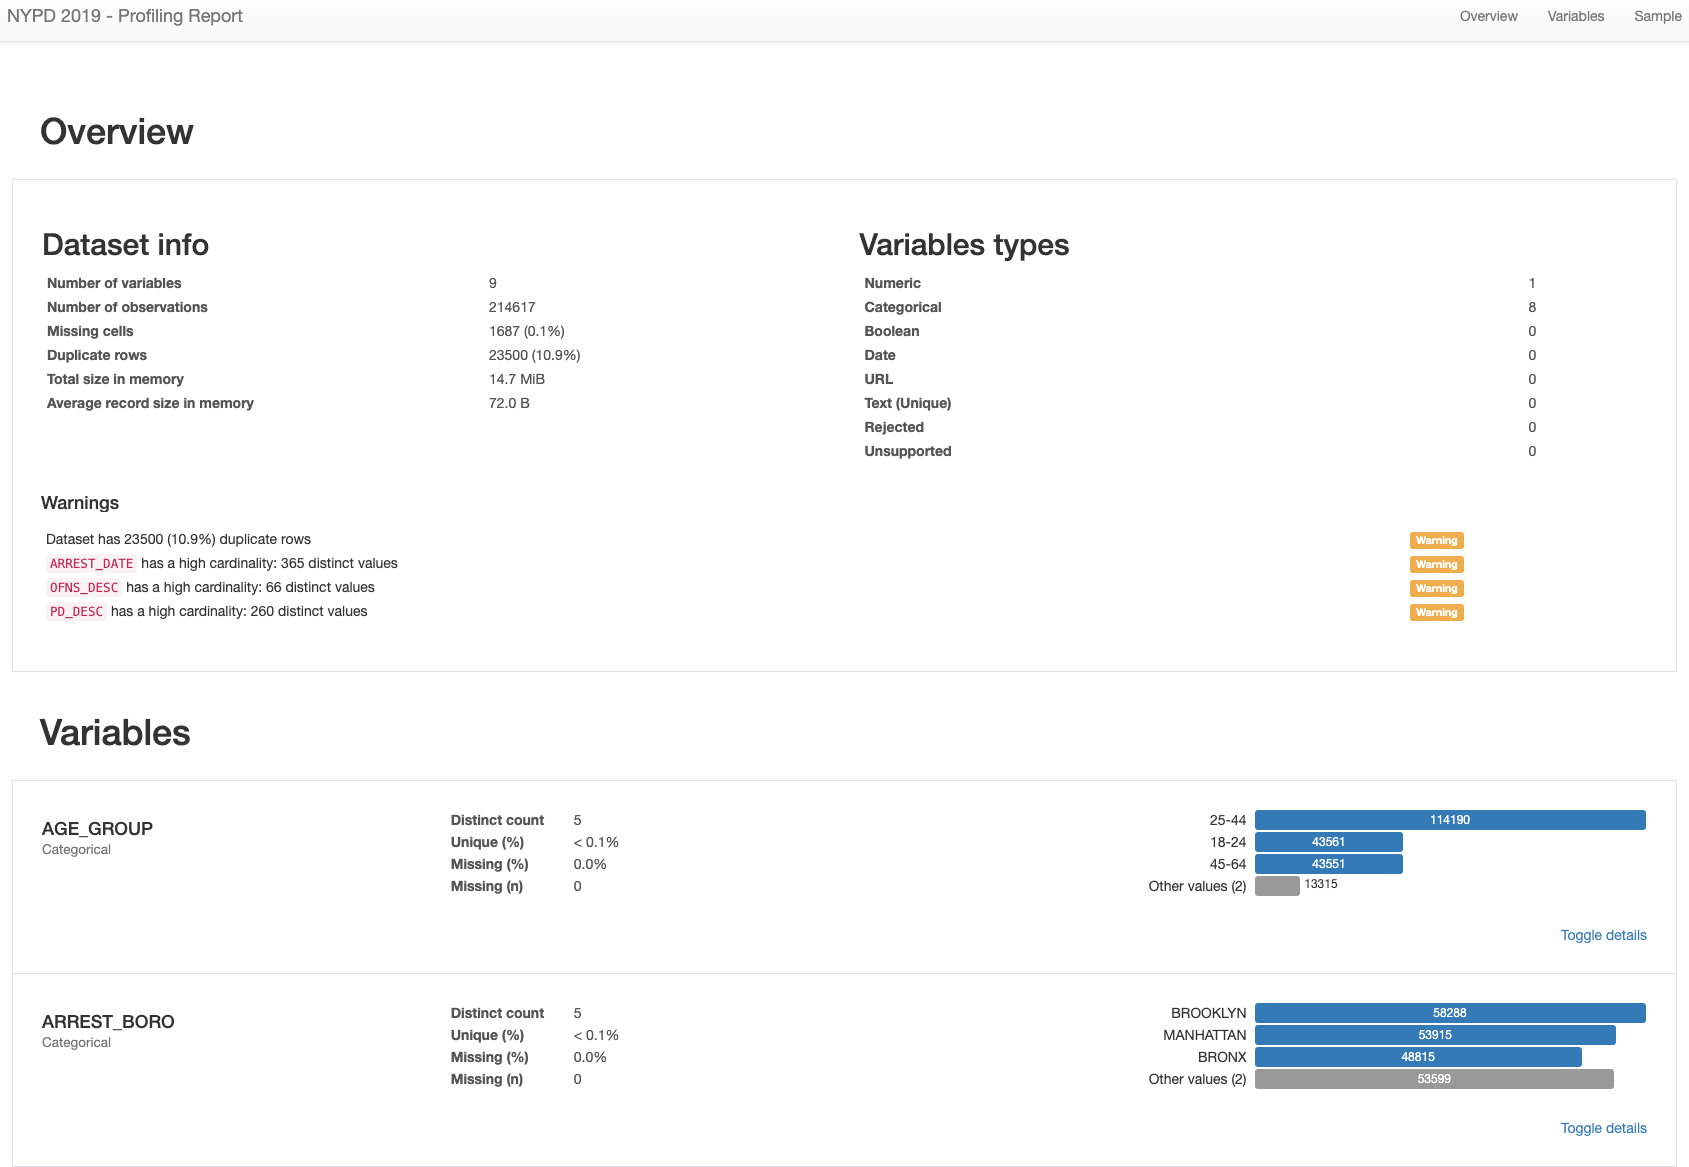 NYPD 2019 - Profiling Report Overview Variables Sample
Overview
Dataset info
Number of variables 9
Number of observations 214617
Missing cells 1687 (0.1%)
Duplicate rows 23500 (10.9%)
Total size in memory 14.7 MiB
Average record size in memory 72.0 B
Variables types
Numeric 1
Categorical 8
Boolean 0
Date 0
URL 0
Text (Unique) 0
Rejected 0
Unsupported 0
Warnings
Dataset has 23500 (10.9%) duplicate rows Warning
ARREST_DATE has a high cardinality: 365 distinct values Warning
OFNS_DESC has a high cardinality: 66 distinct values Warning
PD_DESC has a high cardinality: 260 distinct values Warning
Variables
AGE_GROUP
Categorical
Distinct count 5
Unique (%) < 0.1%
Missing (%) 0.0%
Missing (n) 0
25-44 114190
18-24 43561
45-64 43551
Other values (2) 13315
Toggle details
ARREST_BORO
Categorical
Distinct count 5
Unique (%) < 0.1%
Missing (%) 0.0%
Missing (n) 0
BROOKLYN 58288
MANHATTAN 53915
BRONX 48815
Other values (2) 53599
Toggle details